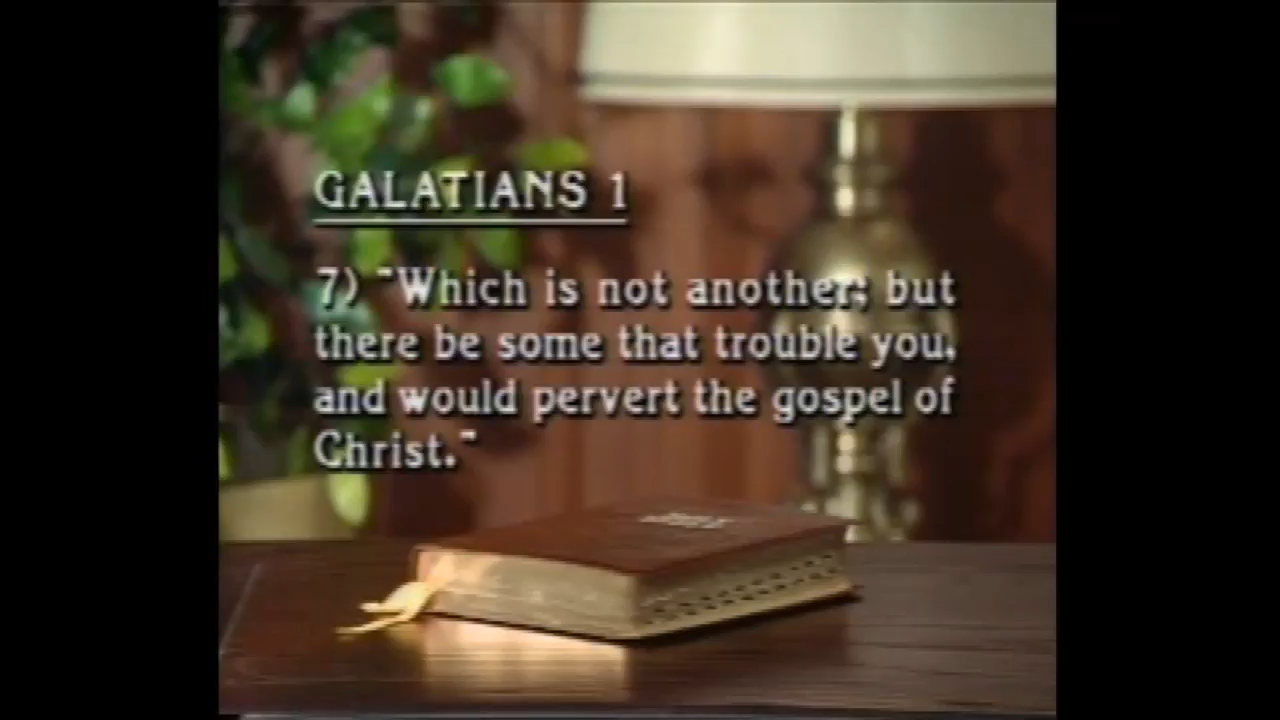 GALATIANS 1
7) "Which is not another; but
there be some that trouble you,
and would pervert the gospel of
Christ."